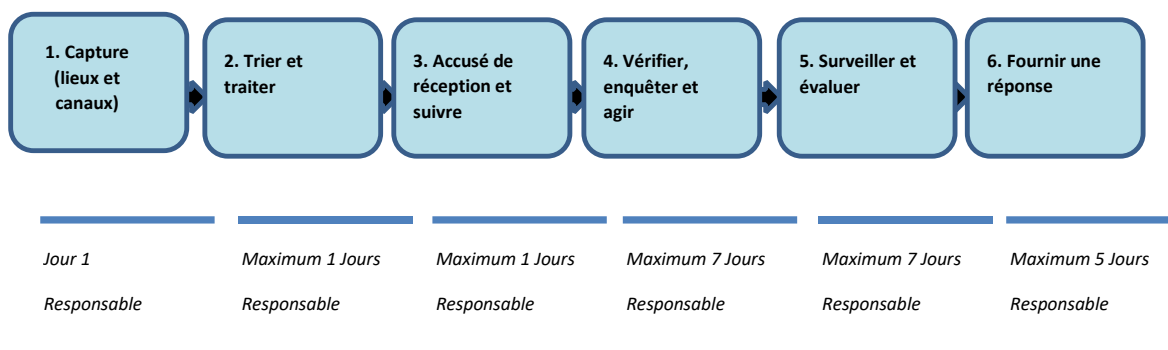 1. Capture
(lieux et
canaux)
2. Trier et
traiter
3. Accusé de
réception et
suivre
4. Vérifier,
enquêter et
agir
5. Surveiller et
évaluer
6. Fournir une
réponse
Jour 1
Maximum 1 Jours
Maximum 1 Jours
Maximum 7 Jours
Maximum 7 Jours
Maximum 5 Jours
Responsable
Responsable
Responsable
Responsable
Responsable
Responsable